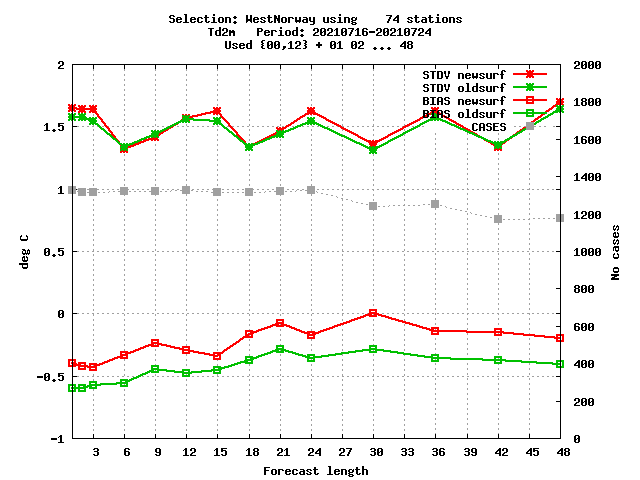 Selection: WestNorway using    74 stations
Td2m   Period: 20210716-20210724
Used {00,12} + 01 02 ... 48
STDV newsurf
STDV oldsurf
BIAS newsurf
BIAS oldsurf
CASES
deg C
2
1.5
1
0.5
0
-0.5
-1
No cases
2000
1800
1600
1400
1200
1000
800
600
400
200
0
3 6 9 12 15 18 21 24 27 30 33 36 39 42 45 48
Forecast length